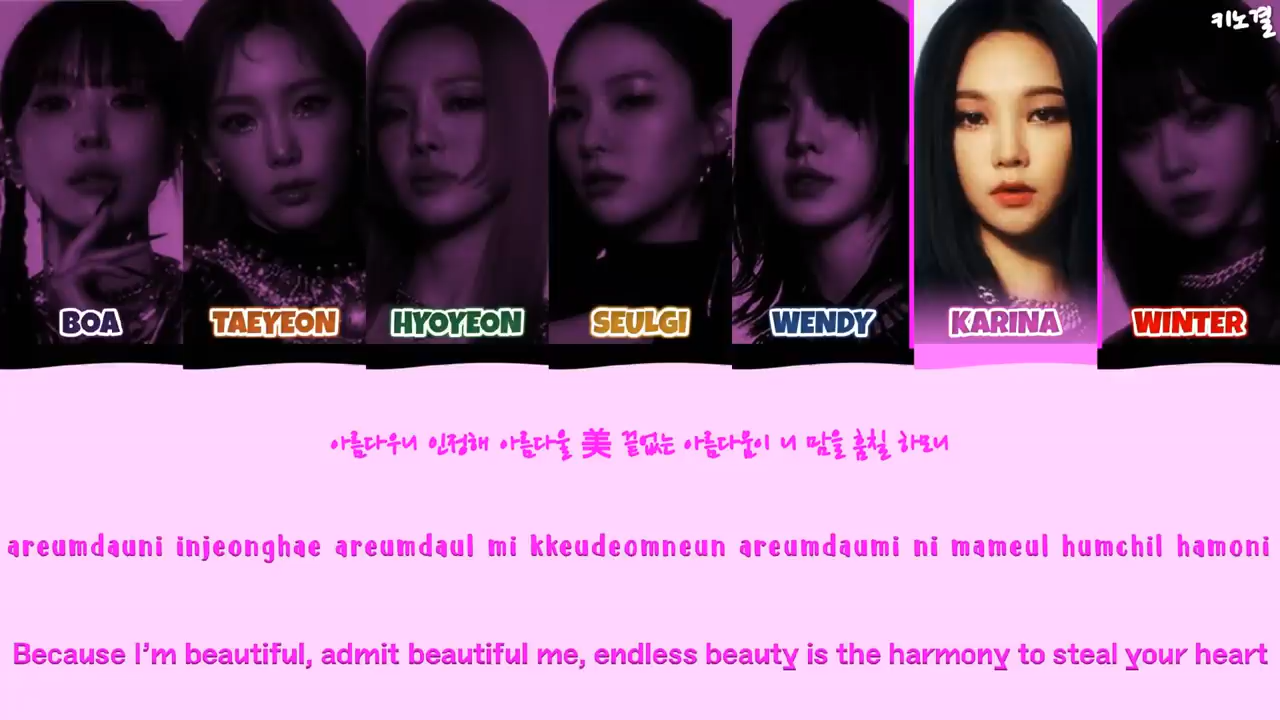 키노결
BOA
TAEYEON
HYOYEON
SEULGI
WENDY
KARINA
WINTER
아름다우니 인정해 아름다울 美 끝없는 아름다움이 니 맘을 훔칠 하모니
areumdauni injeonghae areumdaul mi kkeudeomneun areumdaumi ni mameul humchil hamoni
Because I'm beautiful, admit beautiful me, endless beauty is the harmony to steal your heart